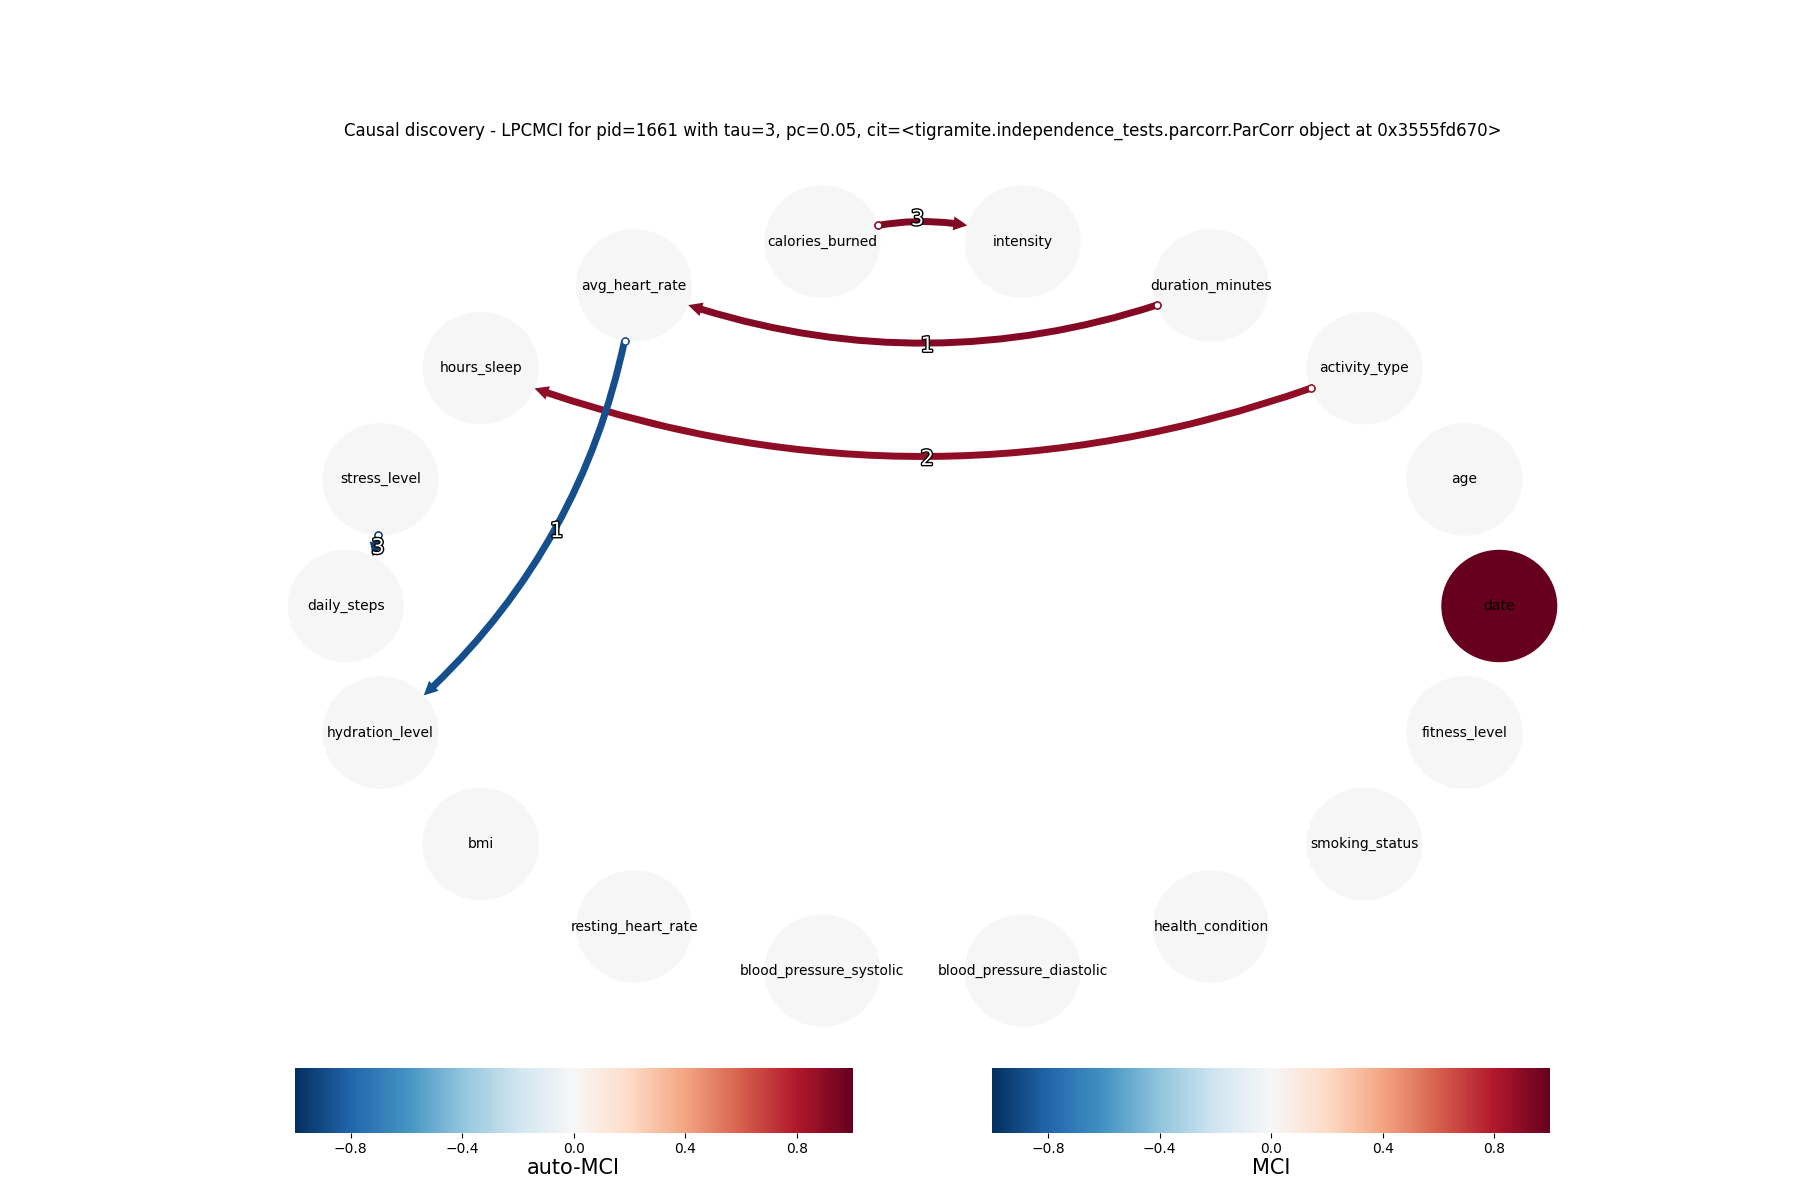 Causal discovery - LPCMCI for pid=1661 with tau=3, pc=0.05, cit=<tigramite.independence_tests.parcorr.ParCorr object at 0x3555fd670>
3
calories_burned
intensity
avg_heart_rate
duration_minutes
1
hours_sleep
activity_type
2
stress_level
age
1
3
daily_steps
date
hydration_level
fitness_level
bmi
smoking_status
resting_heart_rate
health_condition
blood_pressure_systolic
blood_pressure_diastolic
−0.8 −0.4 0.0 0.4 0.8
auto-MCI
−0.8 −0.4 0.0 0.4 0.8
MCI